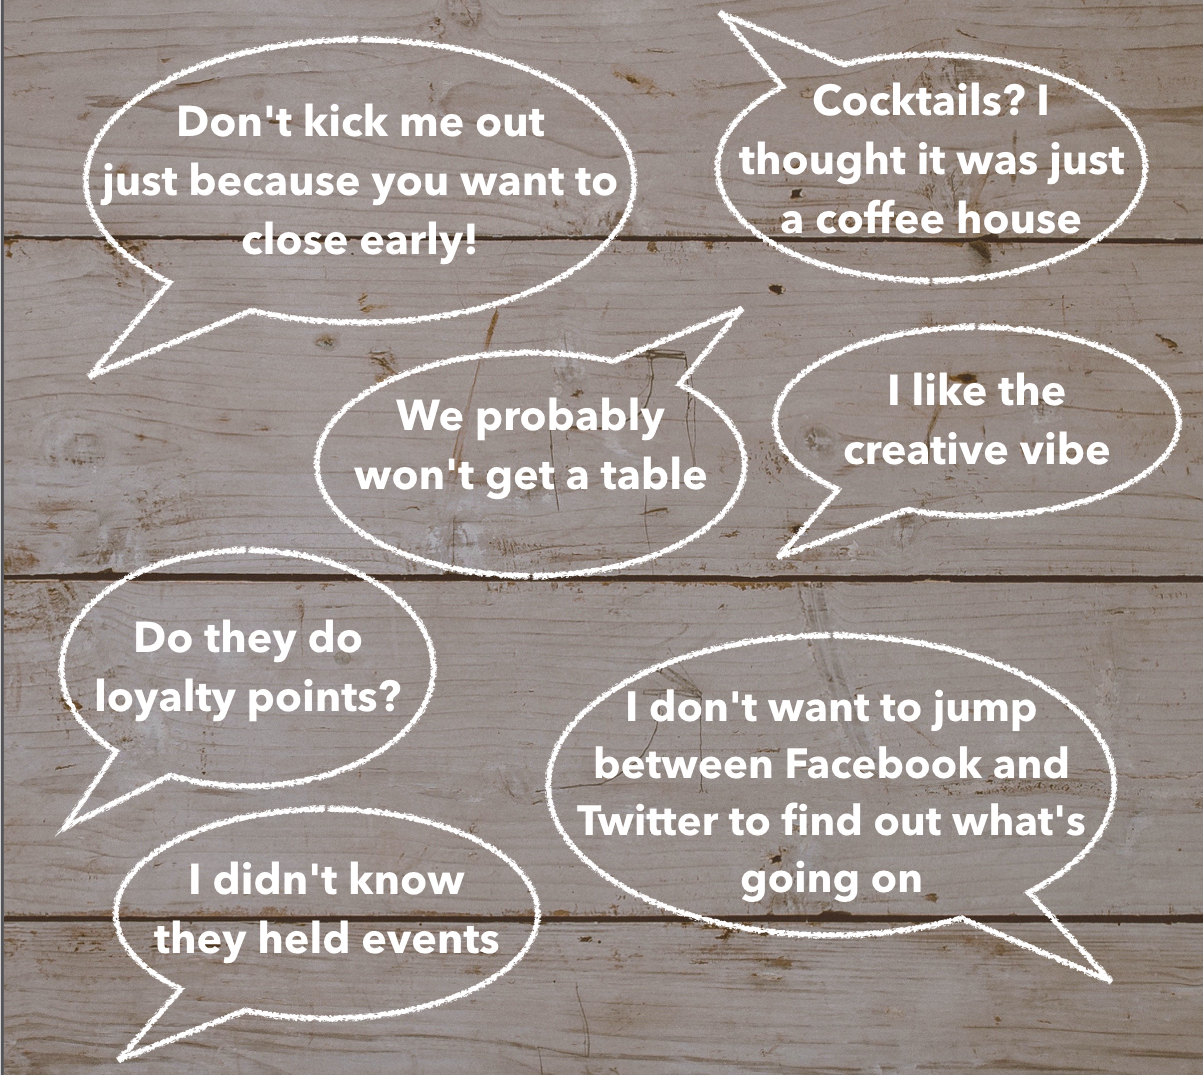 Don't kick me out
just because you want to
close early!
Cocktails? I
thought it was just
a coffee house
We probably
won't get a table
I like the
creative vibe
Do they do
loyalty points?
I don't want to jump
between Facebook and
Twitter to find out what's
going on
I didn't know
they held events